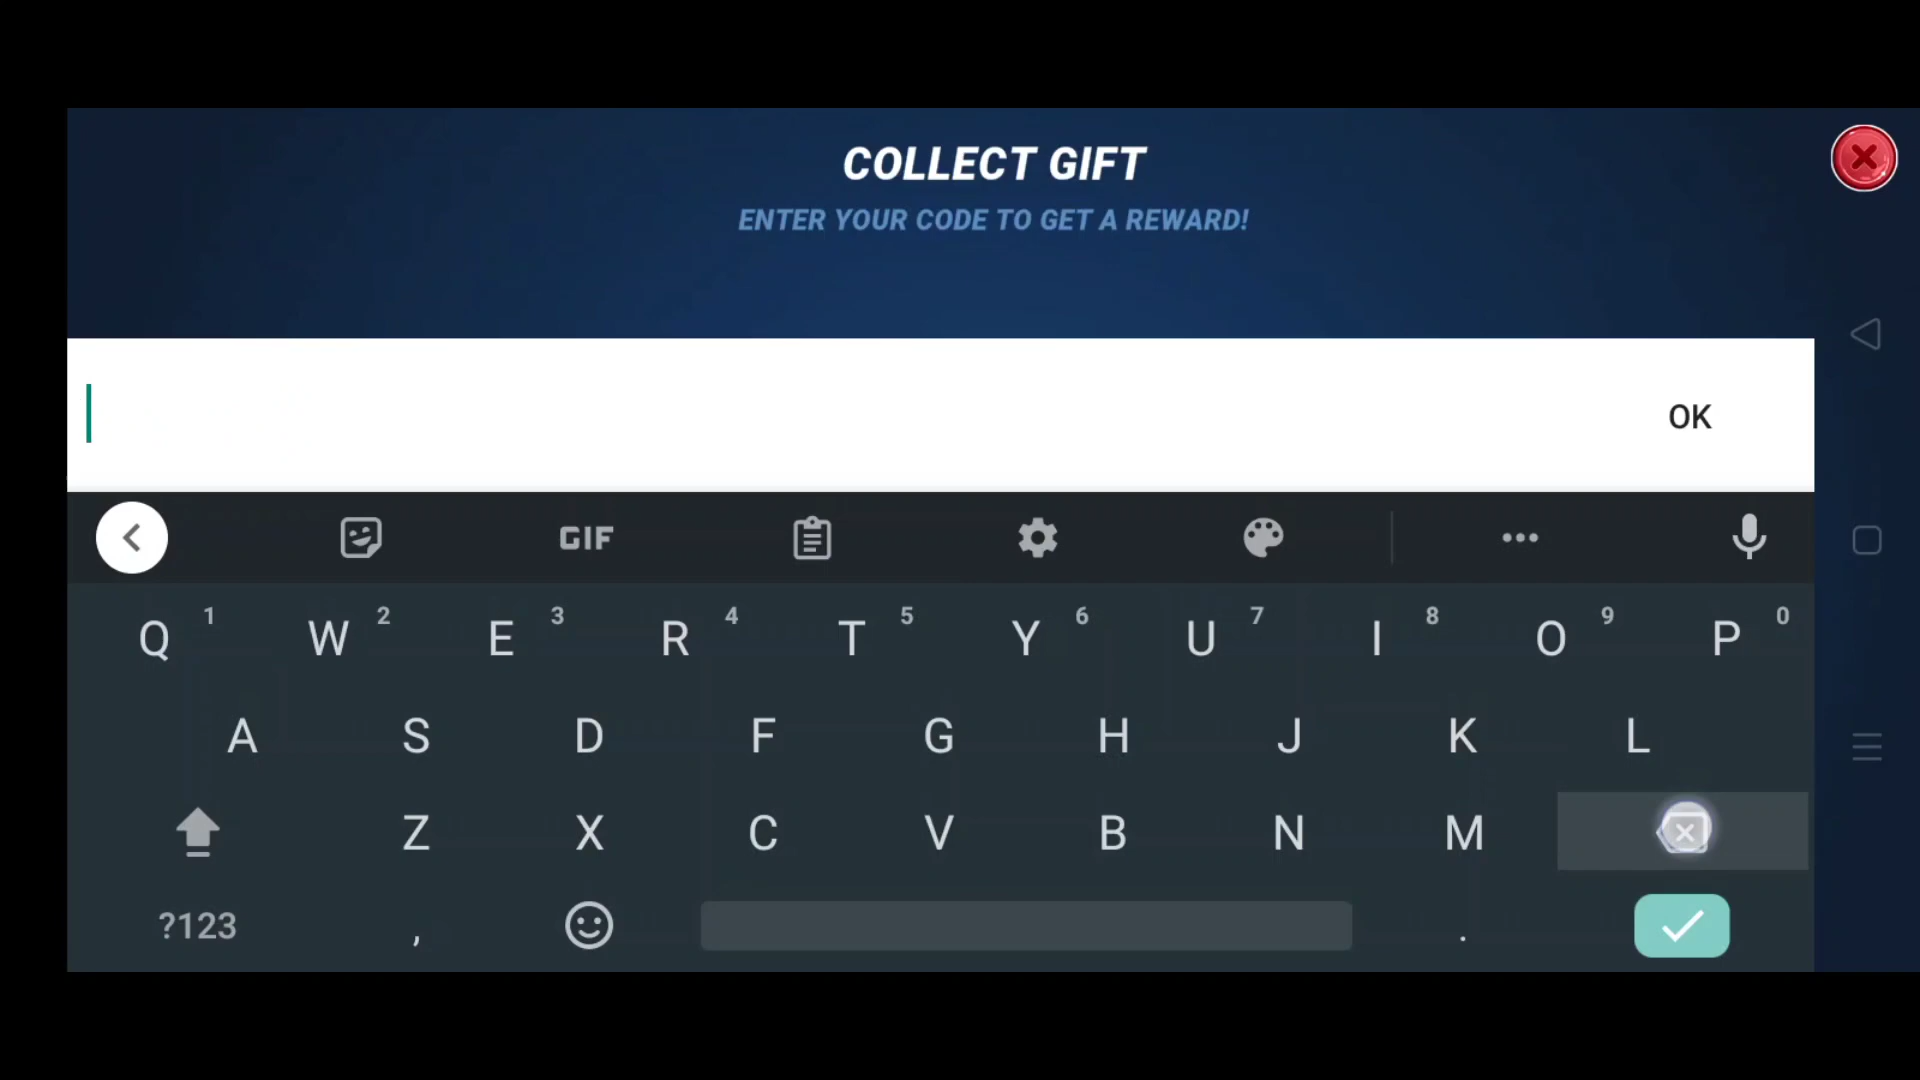 COLLECT GIFT
ENTER YOUR CODE TO GET A REWARD!
OK
GIF
Q 1 W 2 E 3 R 4 T 5 Y 6 U 7 I 8 O 9 P 0
A S D F G H J K L
Z X C V B N M
?123 , .